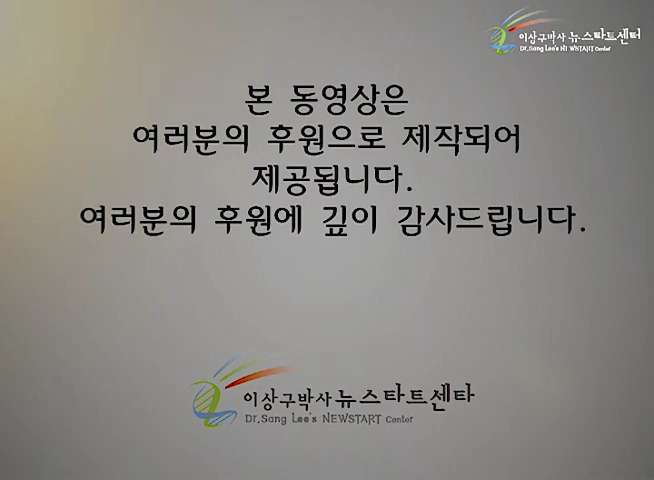 이상구박사 뉴스타트센터
Dr.Sang Lee's NEWSTART Center
본 동영상은
여러분의 후원으로 제작되어
제공됩니다.
여러분의 후원에 깊이 감사드립니다.
이상구박사 뉴스타트센타
Dr.Sang Lee's NEWSTART Center